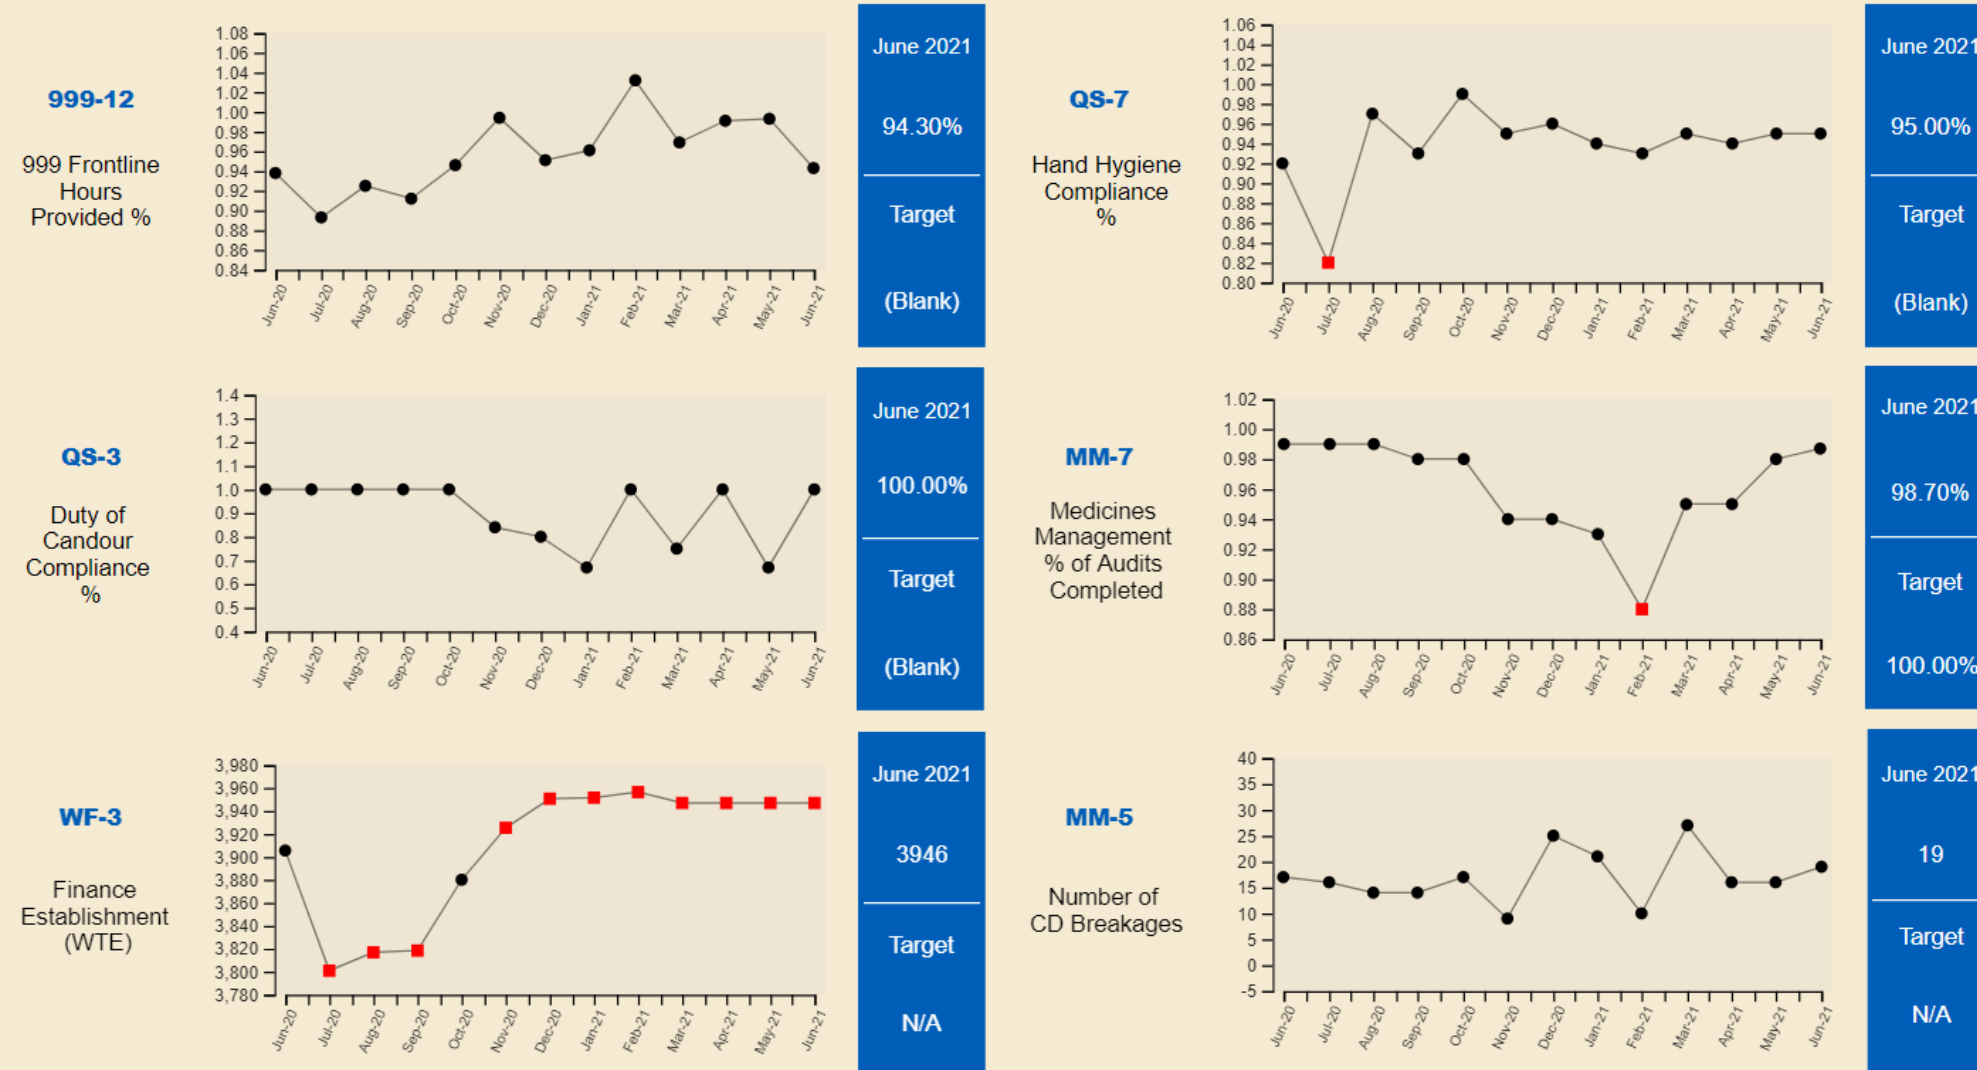 999-12
999 Frontline
Hours
Provided %
1.08
1.06
1.04
1.02
1.00
0.98
0.96
0.94
0.92
0.90
0.88
0.86
0.84
Jun-20
Jul-20
Aug-20
Sep-20
Oct-20
Nov-20
Dec-20
Jan-21
Feb-21
Mar-21
Apr-21
May-21
Jun-21
June 2021
94.30%
Target
(Blank)
QS-7
Hand Hygiene
Compliance
%
1.06
1.04
1.02
1.00
0.98
0.96
0.94
0.92
0.90
0.88
0.86
0.84
0.82
0.80
Jun-20
Jul-20
Aug-20
Sep-20
Oct-20
Nov-20
Dec-20
Jan-21
Feb-21
Mar-21
Apr-21
May-21
Jun-21
June 2021
95.00%
Target
(Blank)
QS-3
Duty of
Candour
Compliance
%
1.4
1.3
1.2
1.1
1.0
0.9
0.8
0.7
0.6
0.5
0.4
Jun-20
Jul-20
Aug-20
Sep-20
Oct-20
Nov-20
Dec-20
Jan-21
Feb-21
Mar-21
Apr-21
May-21
Jun-21
June 2021
100.00%
Target
(Blank)
MM-7
Medicines
Management
% of Audits
Completed
1.02
1.00
0.98
0.96
0.94
0.92
0.90
0.88
0.86
Jun-20
Jul-20
Aug-20
Sep-20
Oct-20
Nov-20
Dec-20
Jan-21
Feb-21
Mar-21
Apr-21
May-21
Jun-21
June 2021
98.70%
Target
100.00%
WF-3
Finance
Establishment
(WTE)
3,980
3,960
3,940
3,920
3,900
3,880
3,860
3,840
3,820
3,800
3,780
Jun-20
Jul-20
Aug-20
Sep-20
Oct-20
Nov-20
Dec-20
Jan-21
Feb-21
Mar-21
Apr-21
May-21
Jun-21
June 2021
3946
Target
N/A
MM-5
Number of
CD Breakages
40
35
30
25
20
15
10
5
0
-5
Jun-20
Jul-20
Aug-20
Sep-20
Oct-20
Nov-20
Dec-20
Jan-21
Feb-21
Mar-21
Apr-21
May-21
Jun-21
June 2021
19
Target
N/A